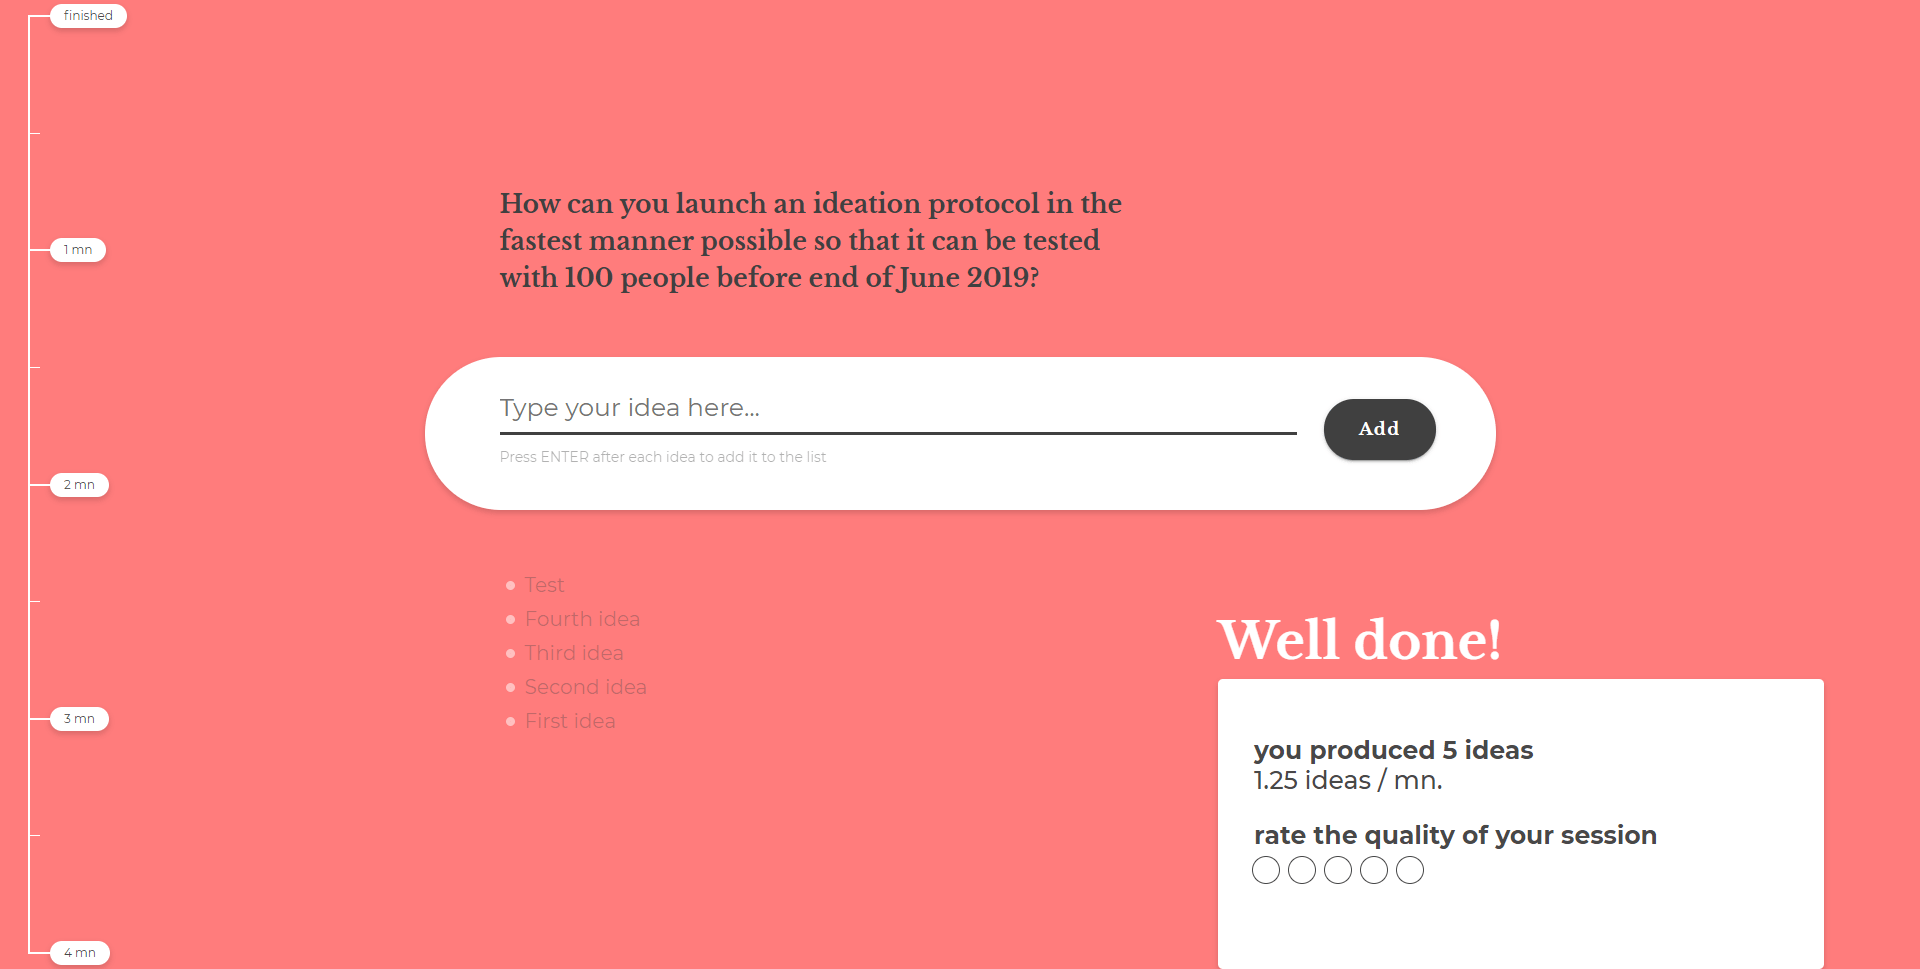 finished
1 mn
2 mn
3 mn
4 mn
How can you launch an ideation protocol in the
fastest manner possible so that it can be tested
with 100 people before end of June 2019?
Type your idea here...
Add
Press ENTER after each idea to add it to the list
Test
Fourth idea
Third idea
Second idea
First idea
Well done!
you produced 5 ideas
1.25 ideas / mn.
rate the quality of your session